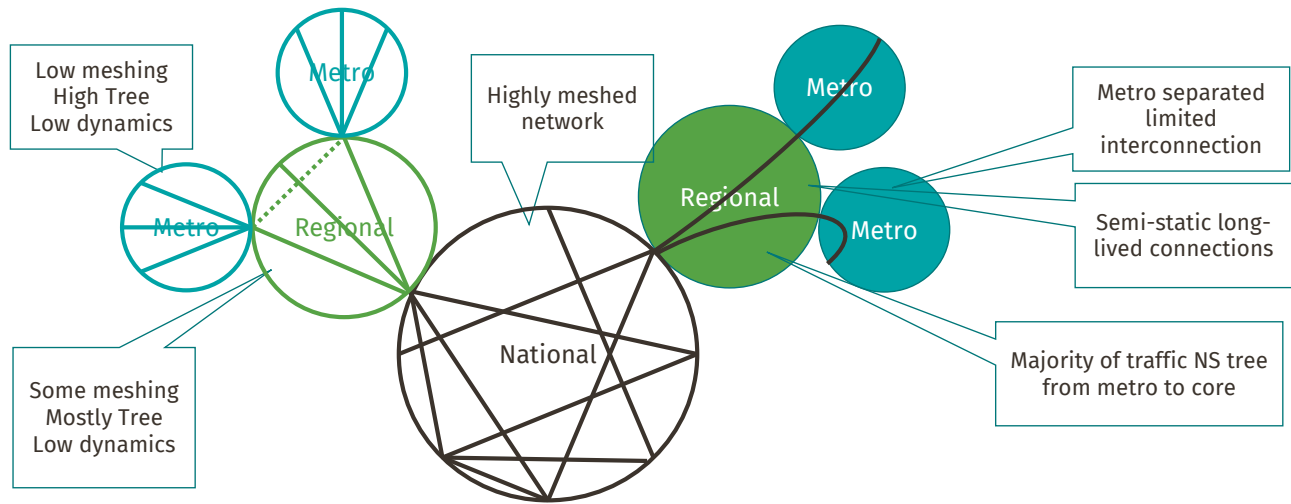 Low meshing
High Tree
Low dynamics
Metro
Highly meshed
network
Metro
Metro separated
limited
interconnection
Metro
Regional
Regional
Metro
Semi-static long-
lived connections
National
Some meshing
Mostly Tree
Low dynamics
Majority of traffic NS tree
from metro to core